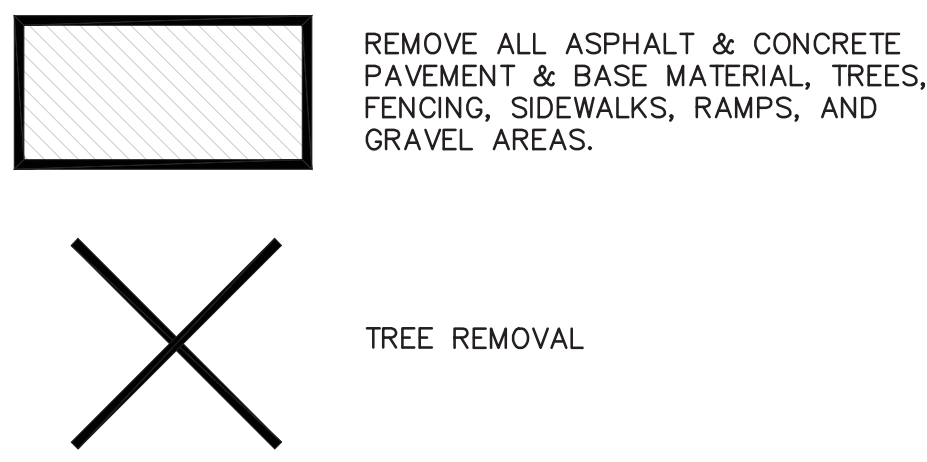 REMOVE ALL ASPHALT & CONCRETE
PAVEMENT & BASE MATERIAL, TREES,
FENCING, SIDEWALKS, RAMPS, AND
GRAVEL AREAS.
TREE REMOVAL